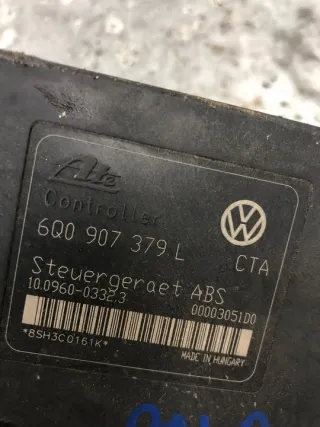 Ate
Controller
6Q0 907 379 L
CTA
Steuergeraet ABS
10.0960-0332.3
00003051D0
*8SH3C0161K*
MADE IN HUNGARY